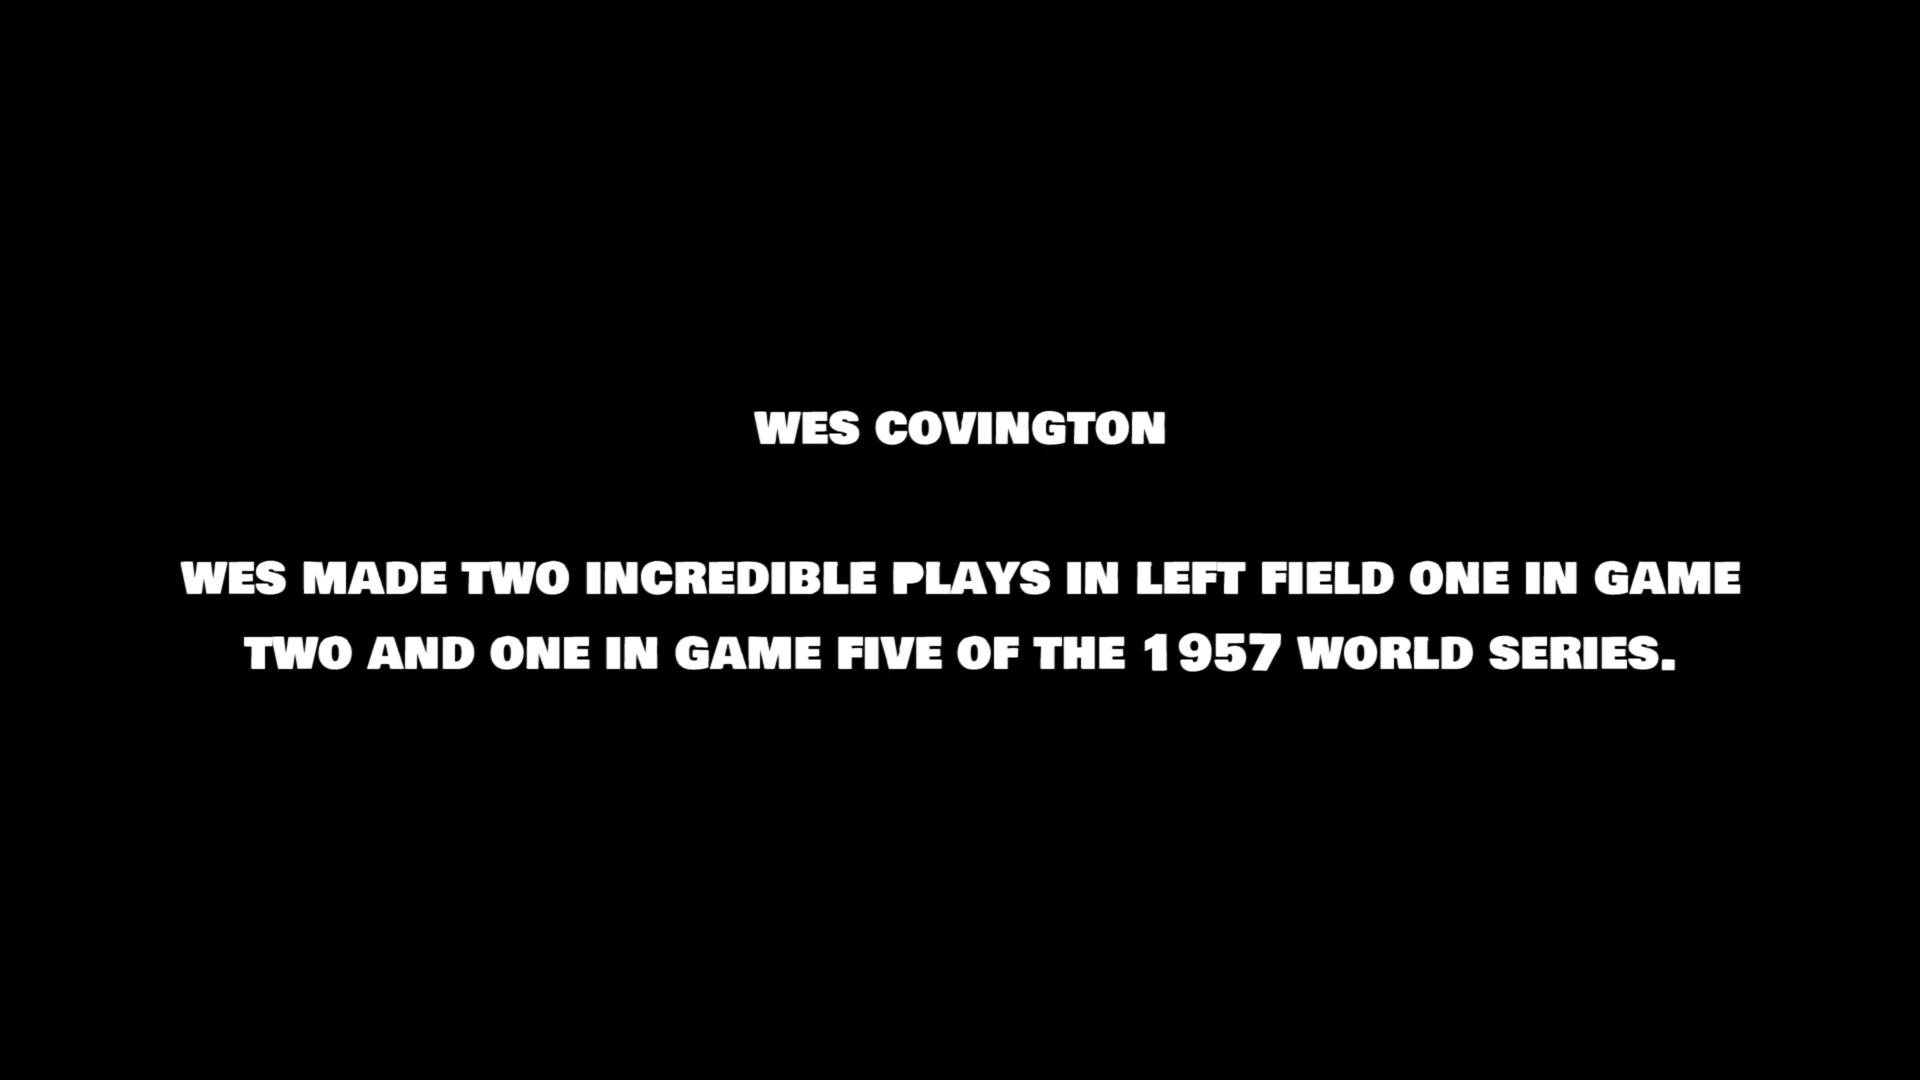 WES COVINGTON
WES MADE TWO INCREDIBLE PLAYS IN LEFT FIELD ONE IN GAME
TWO AND ONE IN GAME FIVE OF THE 1957 WORLD SERIES.